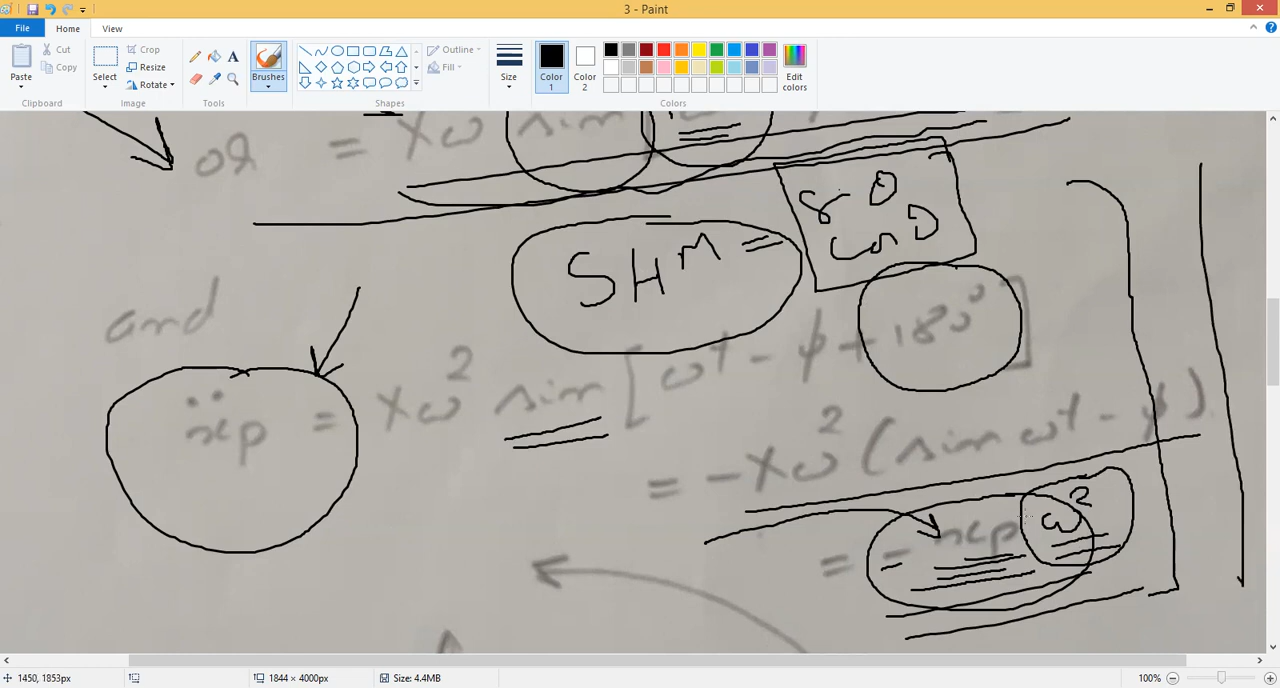 3 - Paint
File Home View
Paste Cut Copy Clipboard
Select Crop Resize Rotate Image
A Tools
Brushes
Outline Fill Shapes
Size
Color 1 Color 2 Edit colors Colors
or = Xω sin
SHM =
and
ẍp = Xω² sin [ωt - ψ + 180°]
= -Xω² (sin ωt - ψ)
= - xp ω²
1450, 1853px 1844 × 4000px Size: 4.4MB 100%